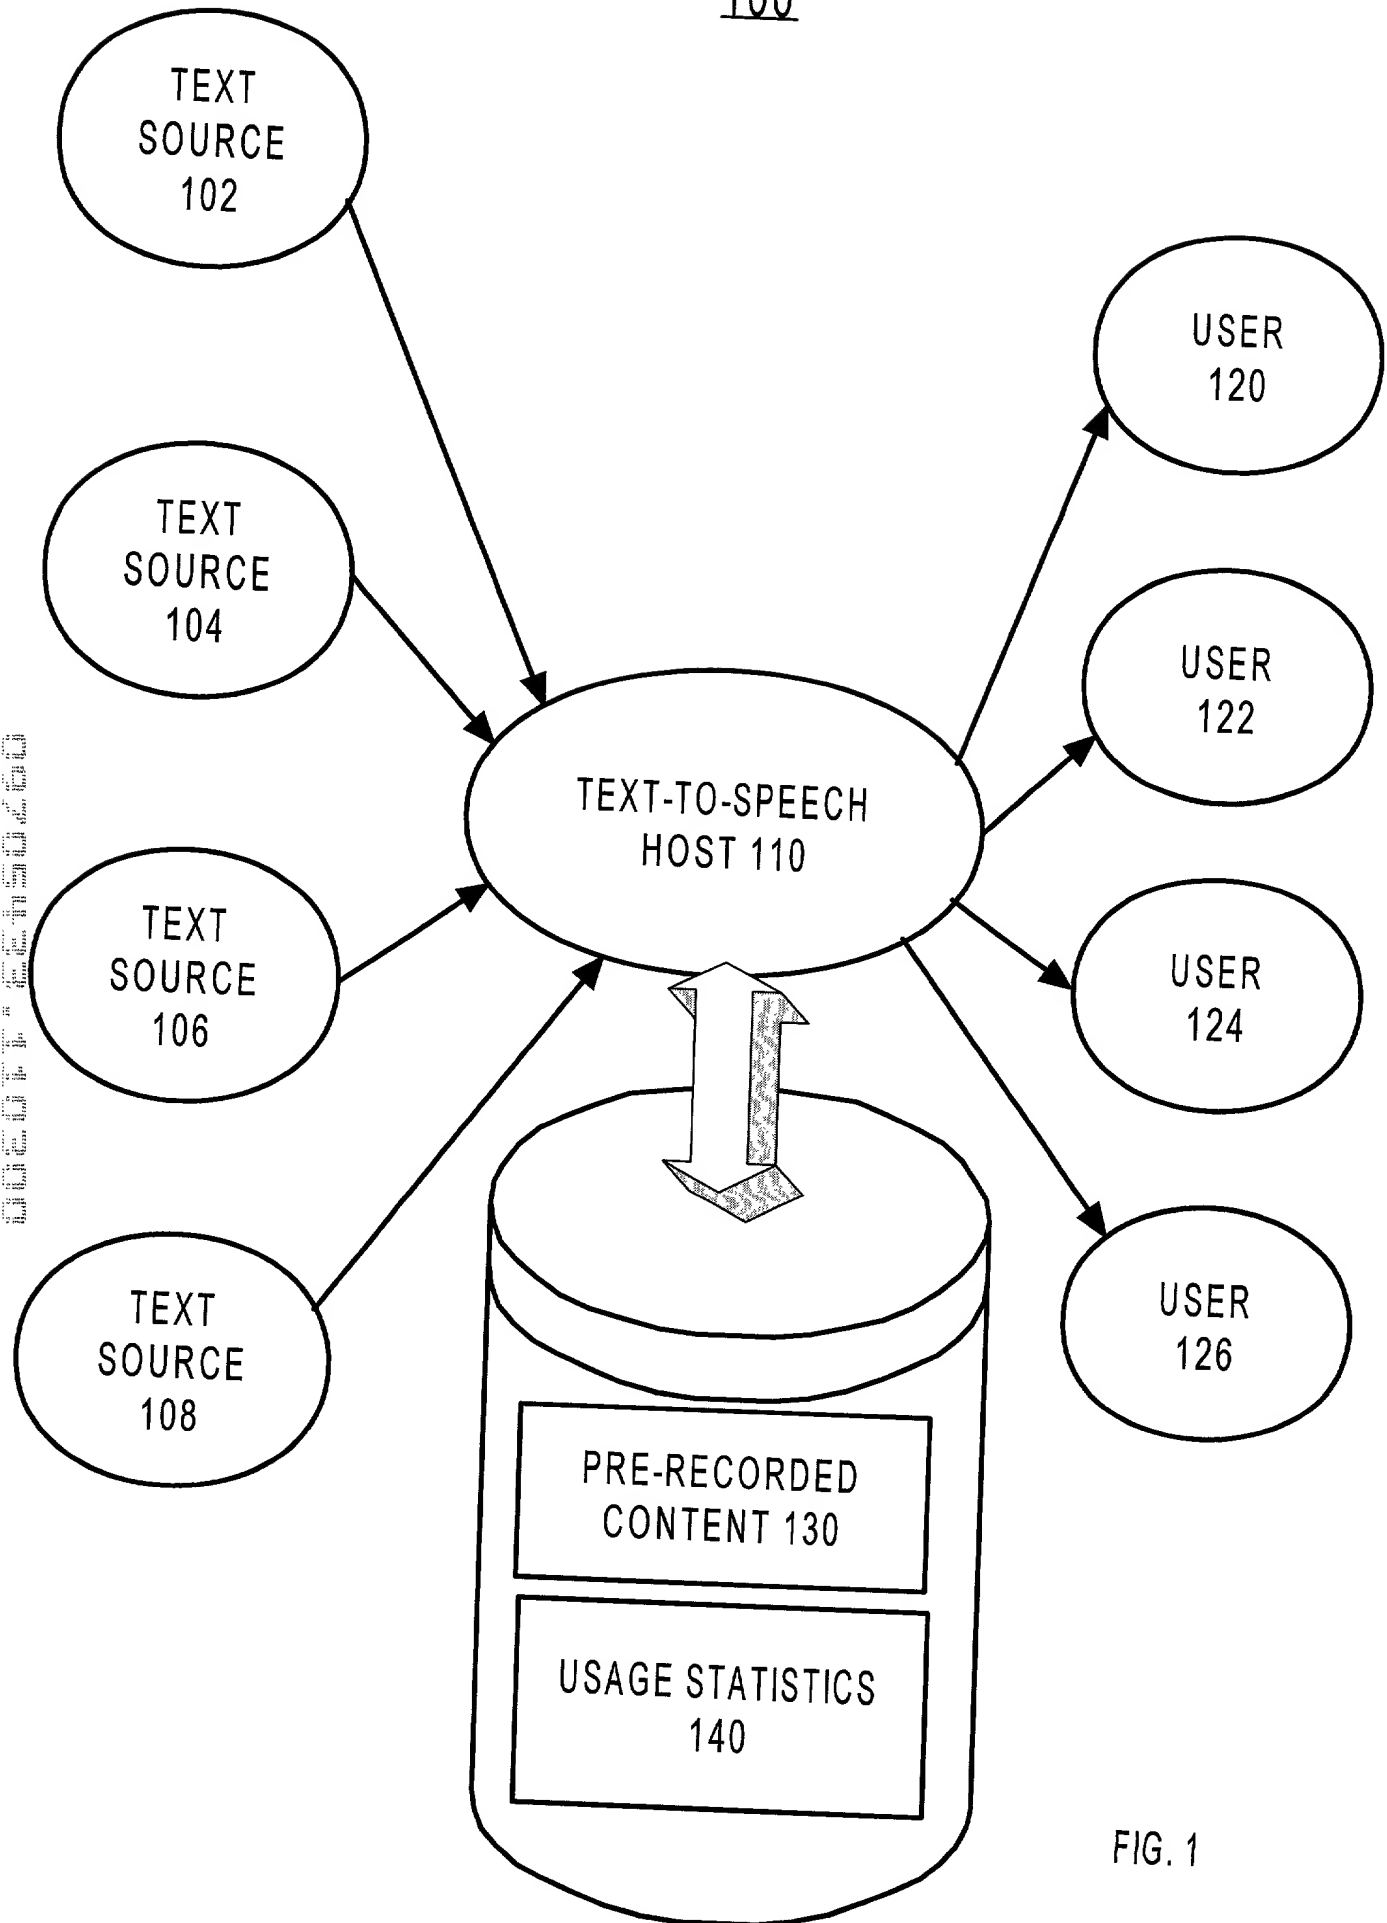 100
TEXT
SOURCE
102
USER
120
TEXT
SOURCE
104
USER
122
TEXT-TO-SPEECH
HOST 110
TEXT
SOURCE
106
USER
124
TEXT
SOURCE
108
USER
126
PRE-RECORDED
CONTENT 130
USAGE STATISTICS
140
FIG. 1